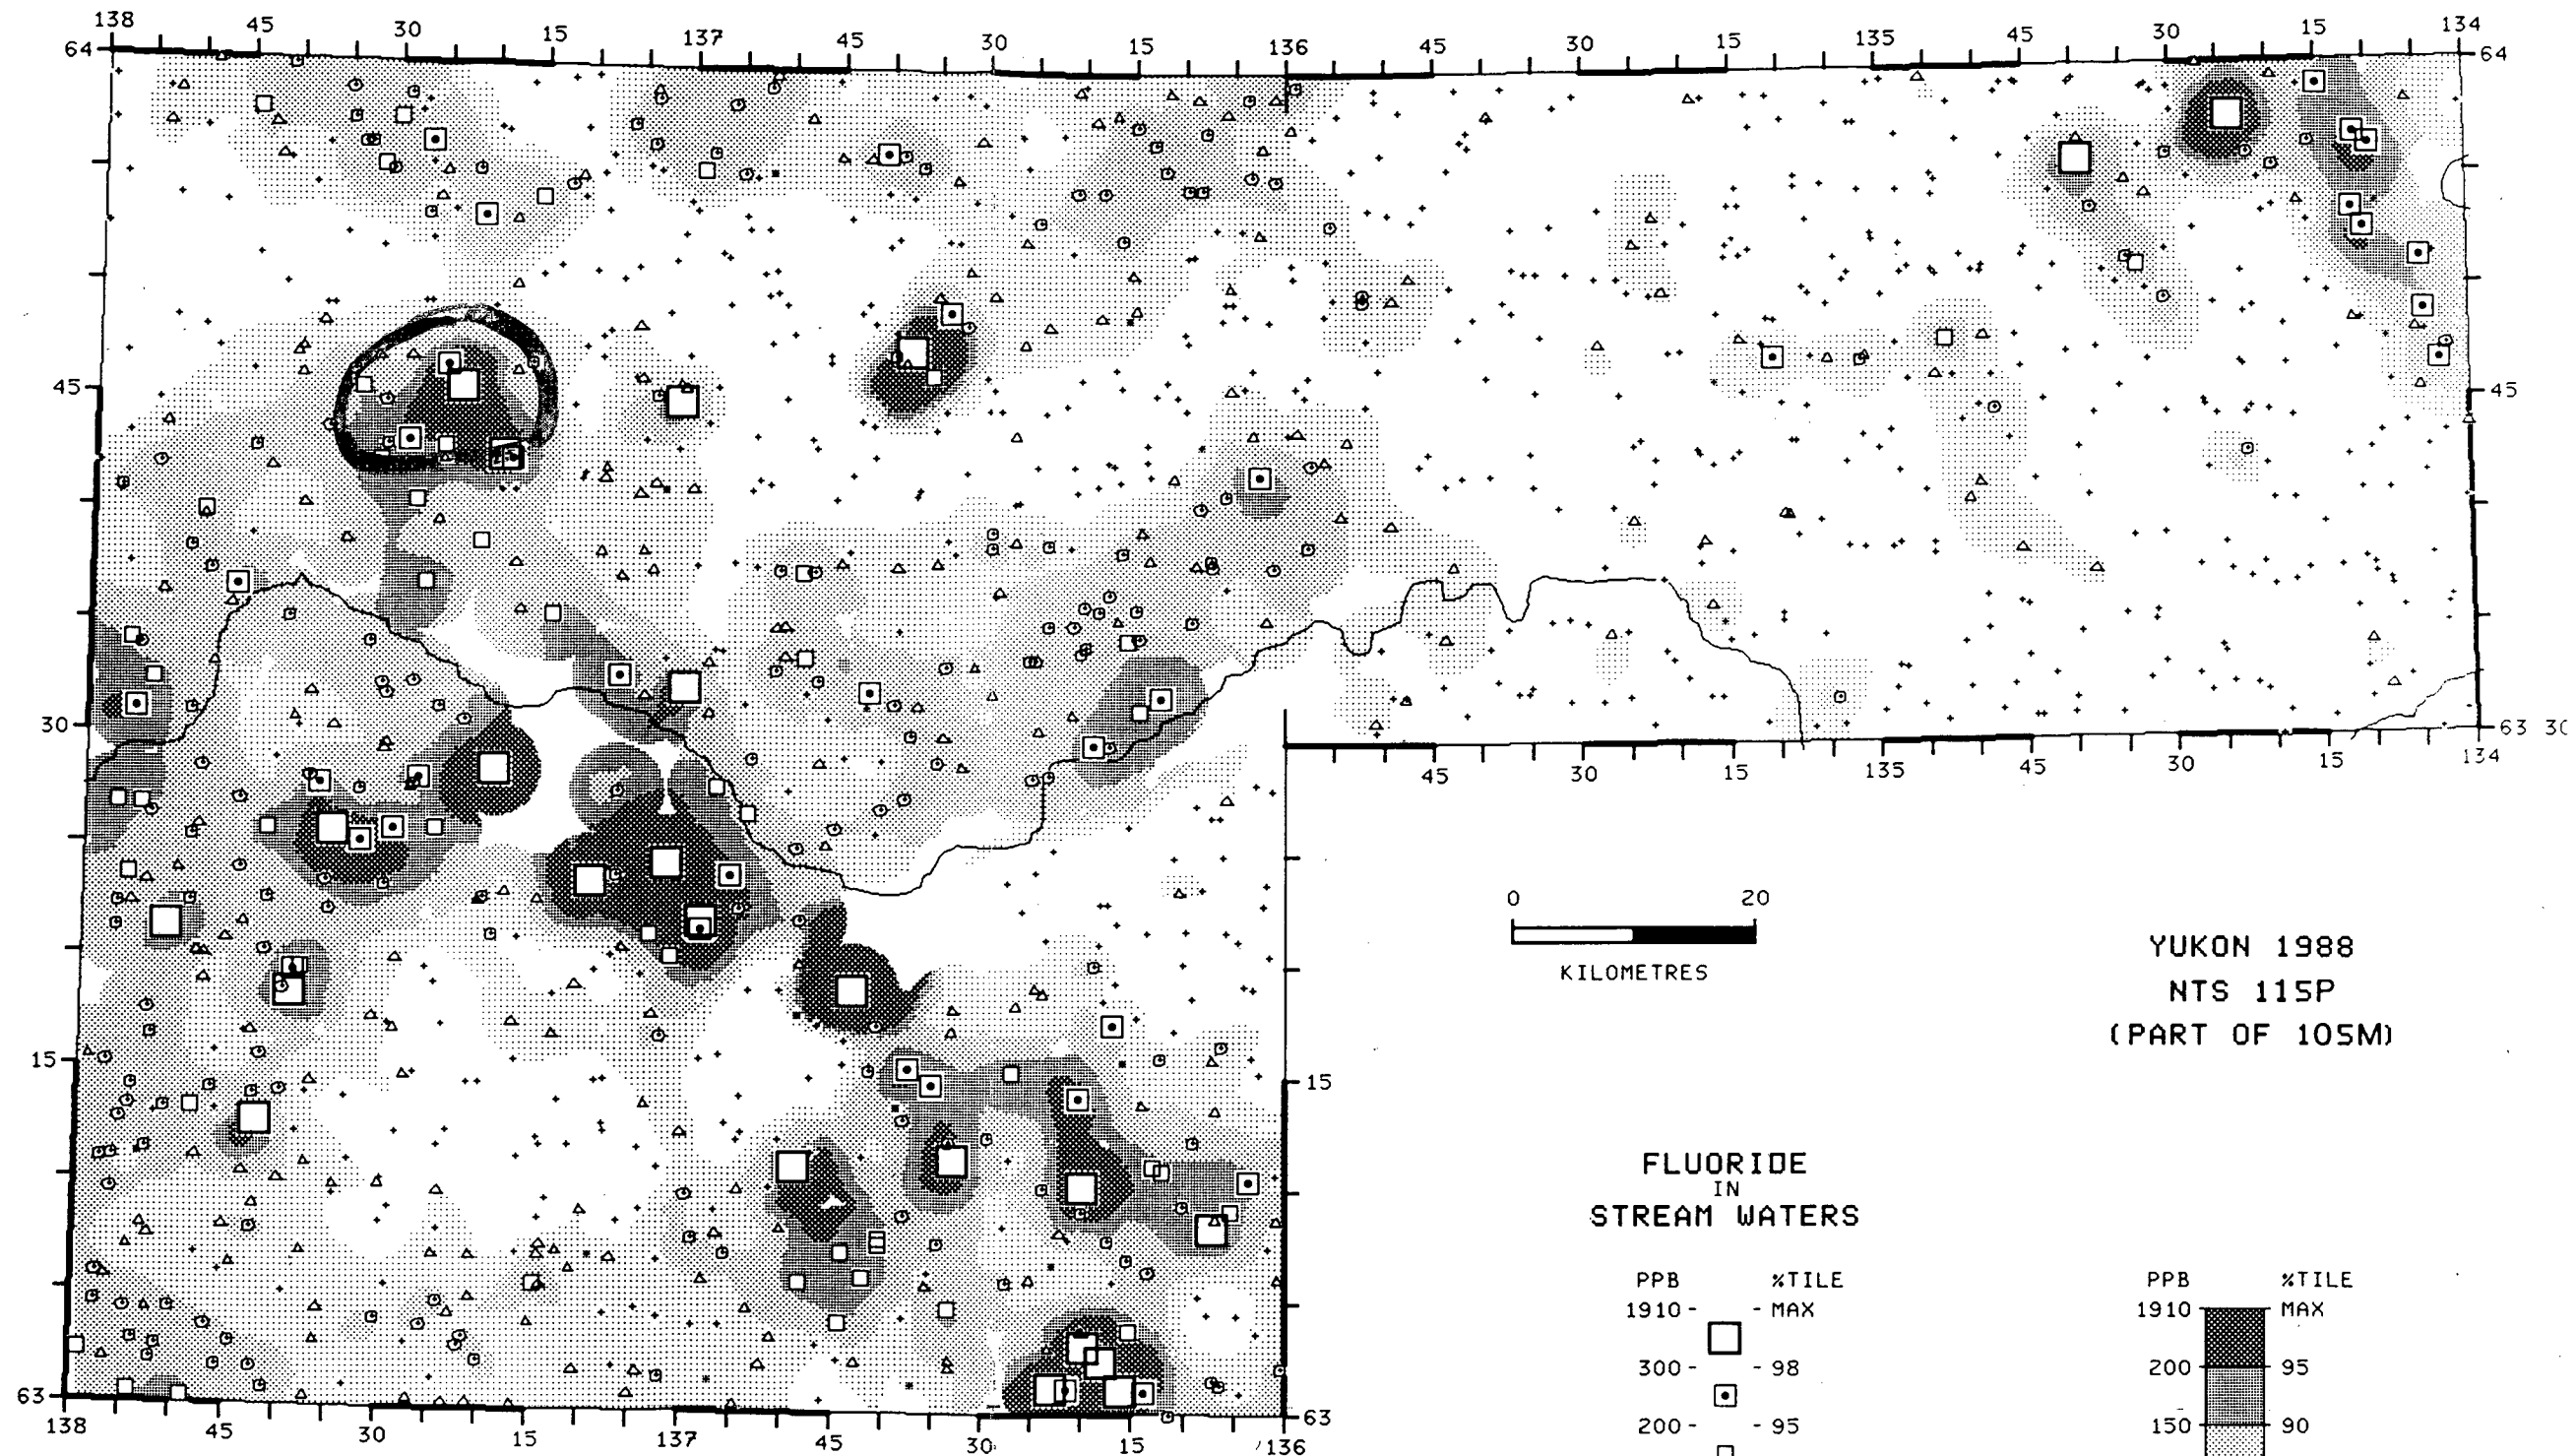 138 45 30 15 137 45 30 15 136 45 30 15 135 45 30 15 134
64 64
45 45
30 63 30
45 30 15 135 45 30 15 134
0 20
KILOMETRES
YUKON 1988
NTS 115P
(PART OF 105M)
15 15
FLUORIDE
IN
STREAM WATERS
PPB %TILE PPB %TILE
1910 - - MAX 1910 - - MAX
300 - - 98 200 - - 95
200 - - 95 150 - - 90
63 63
138 45 30 15 137 45 30 15 136